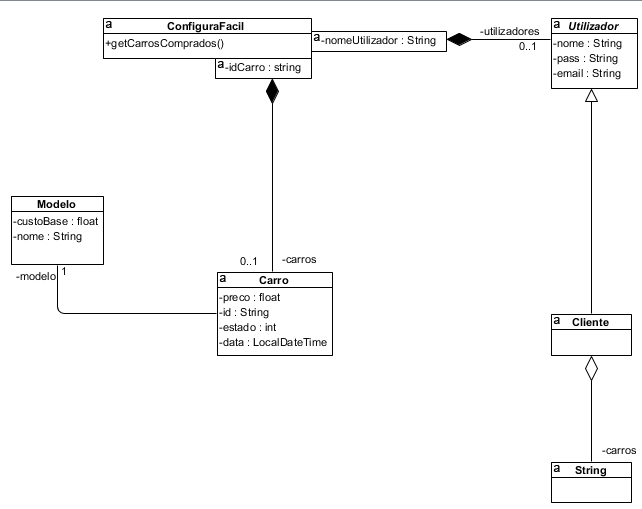 a
ConfiguraFacil
+getCarrosComprados()
a -nomeUtilizador : String
a -idCarro : string
-utilizadores
0..1
a
Utilizador
-nome : String
-pass : String
-email : String
Modelo
-custoBase : float
-nome : String
-modelo
1
0..1
-carros
a
Carro
-preco : float
-id : String
-estado : int
-data : LocalDateTime
a
Cliente
-carros
a
String